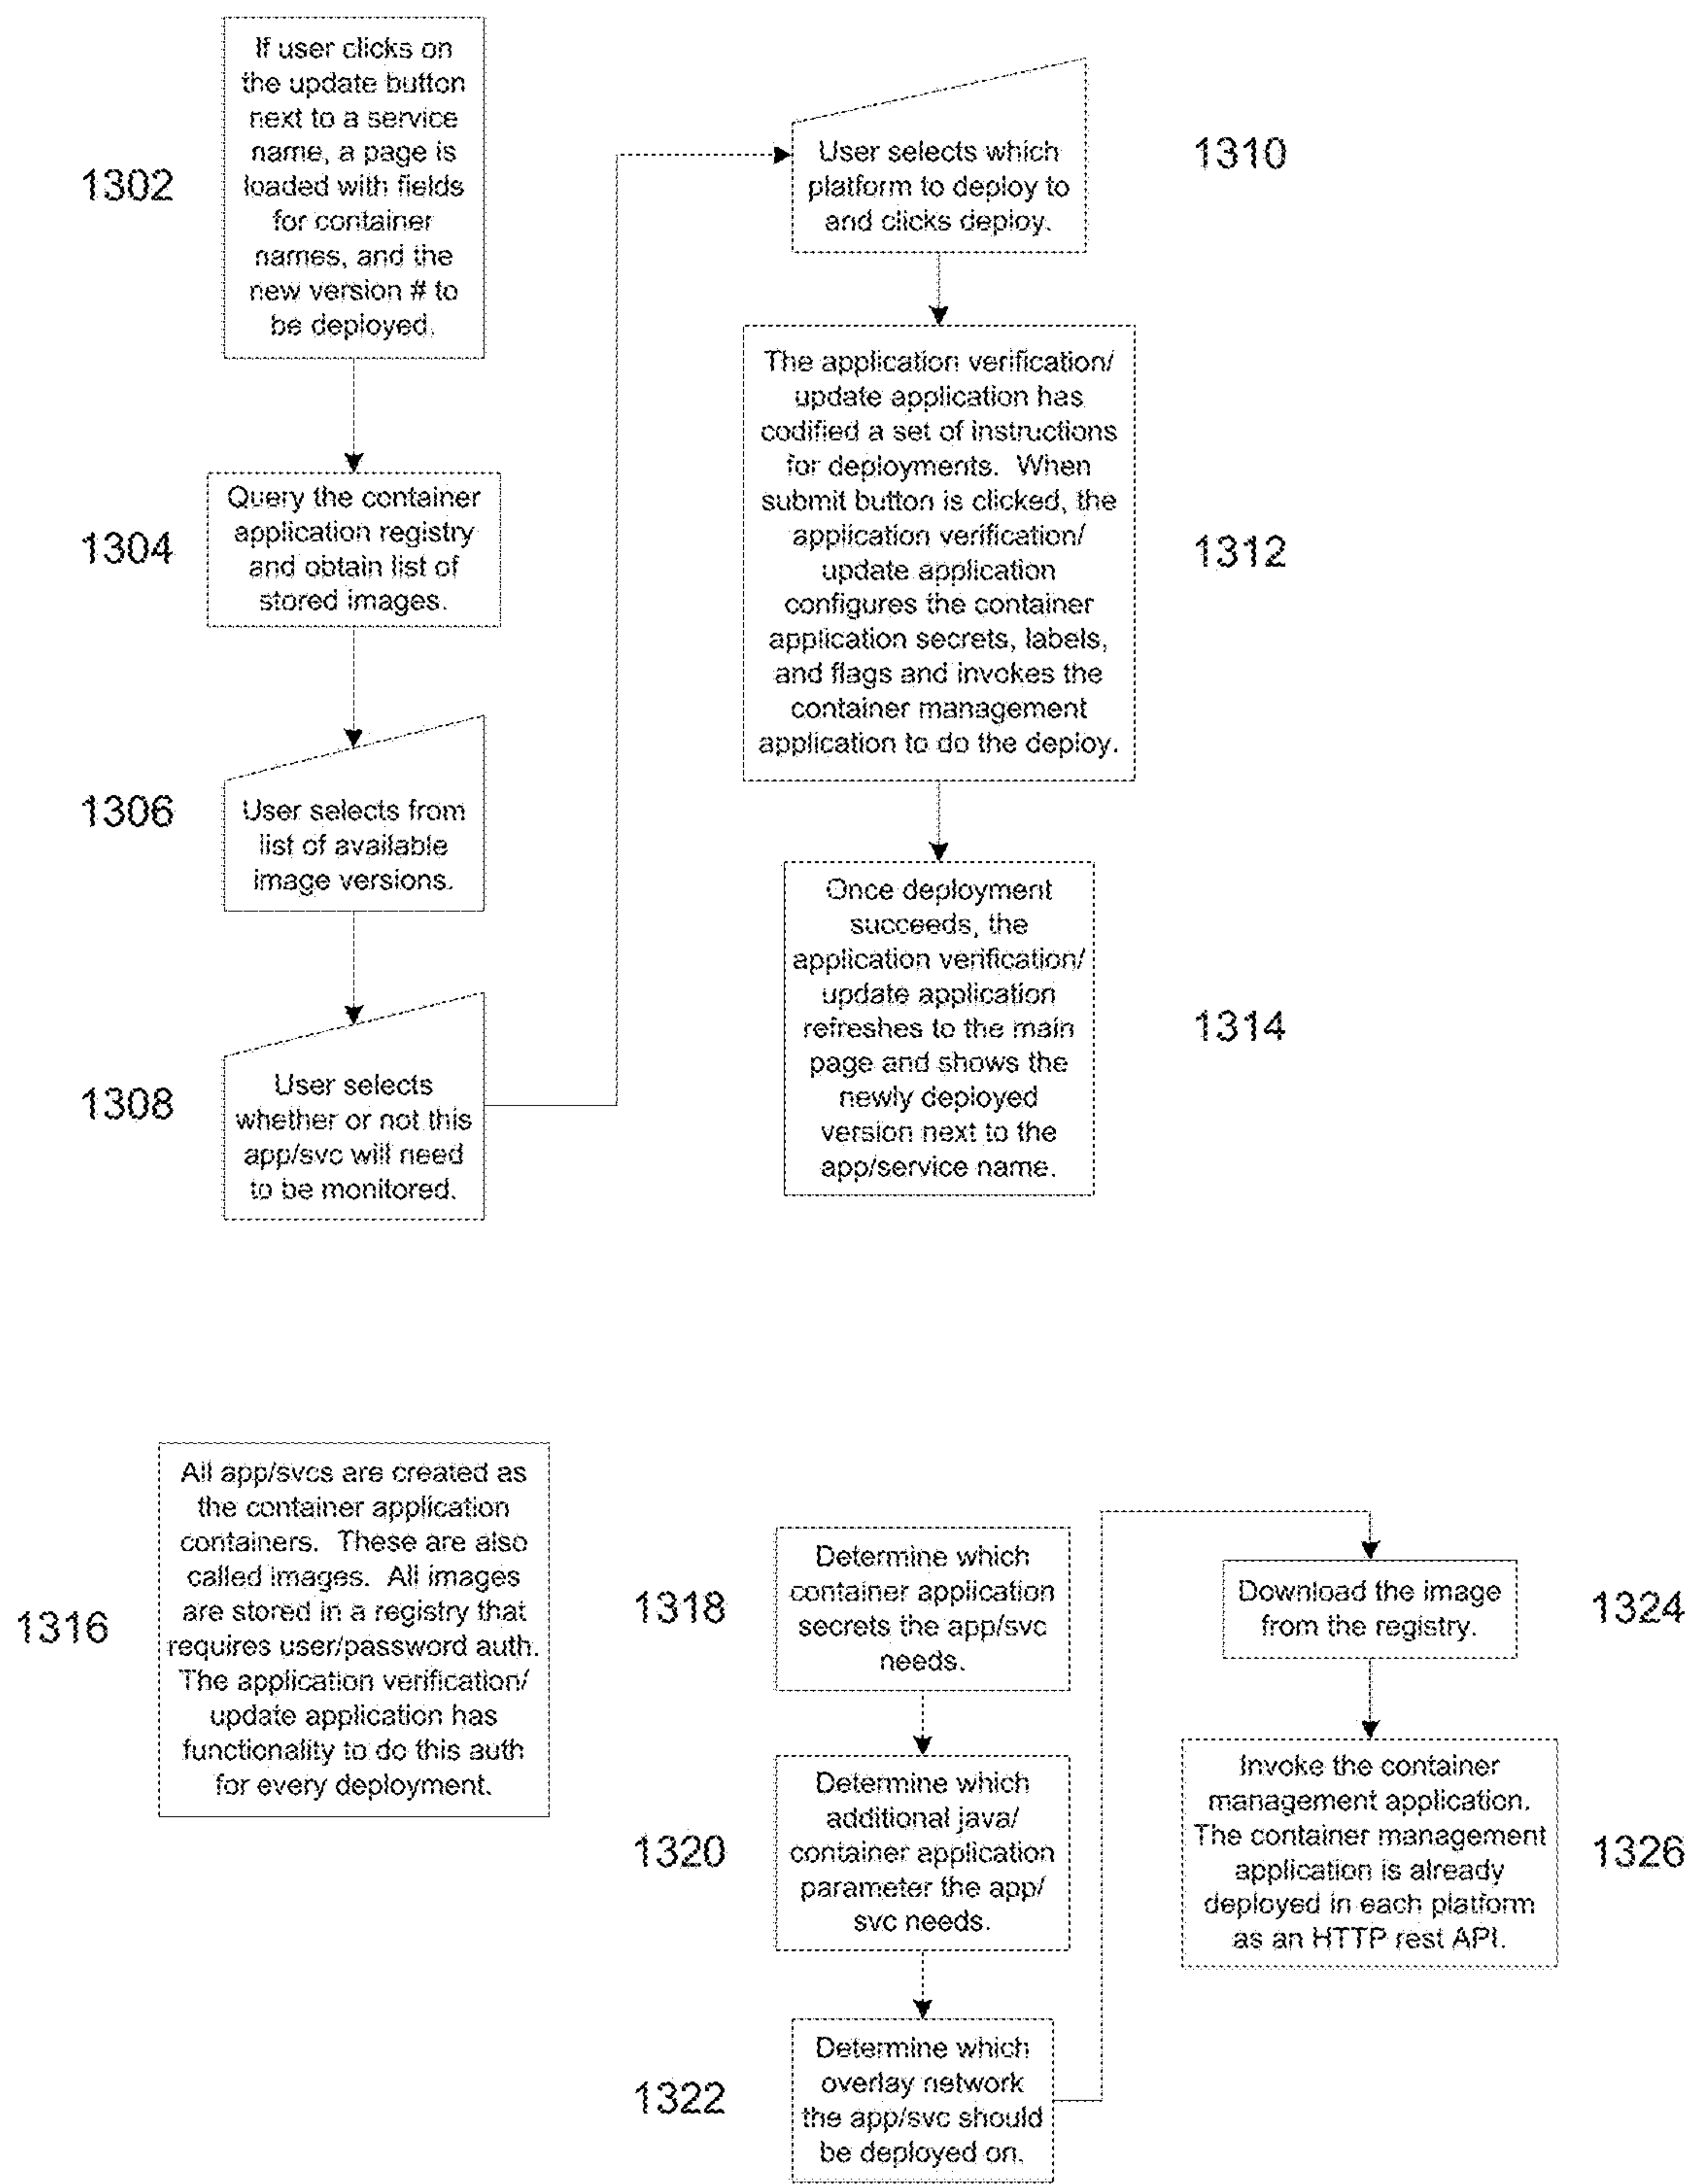 1302
If user clicks on
the update button
next to a service
name, a page is
loaded with fields
for container
names, and the
new version # to
be deployed.
1304
Query the container
application registry
and obtain list of
stored images.
1306
User selects from
list of available
image versions.
1308
User selects
whether or not this
app/svc will need
to be monitored.
User selects which
platform to deploy to
and clicks deploy.
1310
The application verification/
update application has
codified a set of instructions
for deployments. When
submit button is clicked, the
application verification/
update application
configures the container
application secrets, labels,
and flags and invokes the
container management
application to do the deploy.
1312
Once deployment
succeeds, the
application verification/
update application
refreshes to the main
page and shows the
newly deployed
version next to the
app/service name.
1314
1316
All app/svcs are created as
the container application
containers. These are also
called images. All images
are stored in a registry that
requires user/password auth.
The application verification/
update application has
functionality to do this auth
for every deployment.
1318
Determine which
container application
secrets the app/svc
needs.
1320
Determine which
additional java/
container application
parameter the app/
svc needs.
1322
Determine which
overlay network
the app/svc should
be deployed on.
Download the image
from the registry.
1324
Invoke the container
management application.
The container management
application is already
deployed in each platform
as an HTTP rest API.
1326